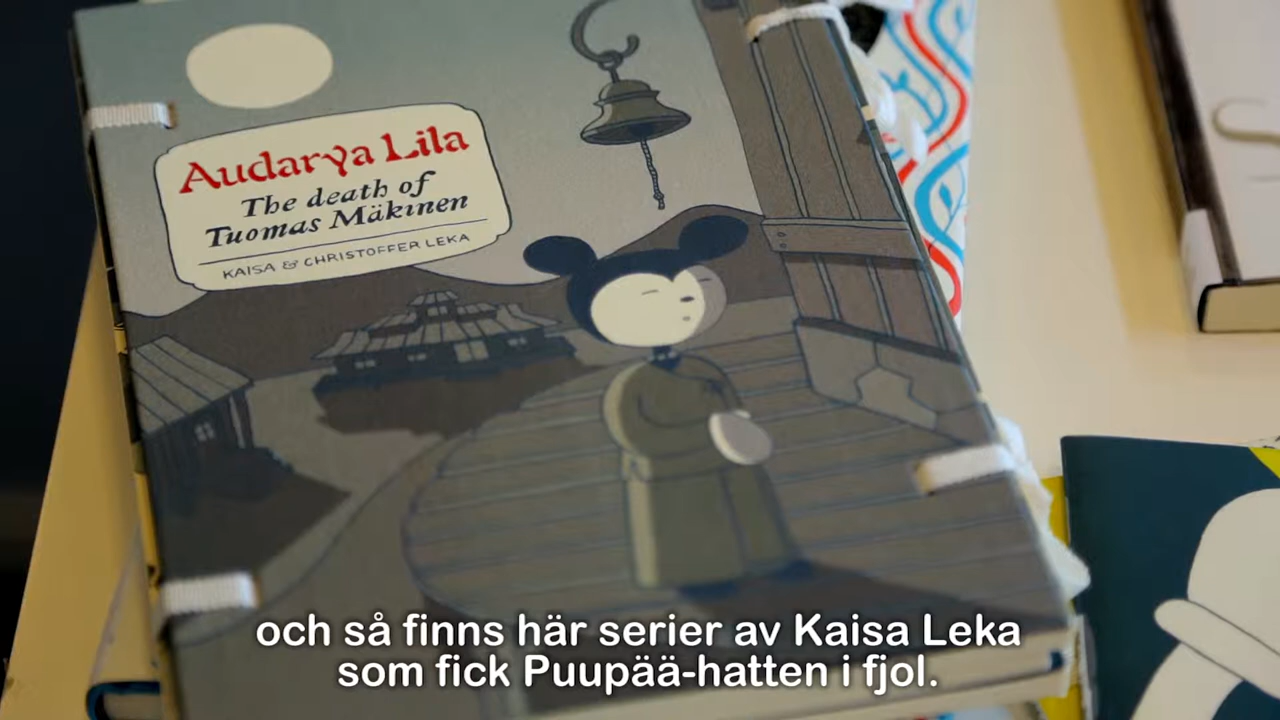 Audarya Lila
The death of
Tuomas Mäkinen
KAISA & CHRISTOFFER LEKA
och så finns här serier av Kaisa Leka
som fick Puupää-hatten i fjol.